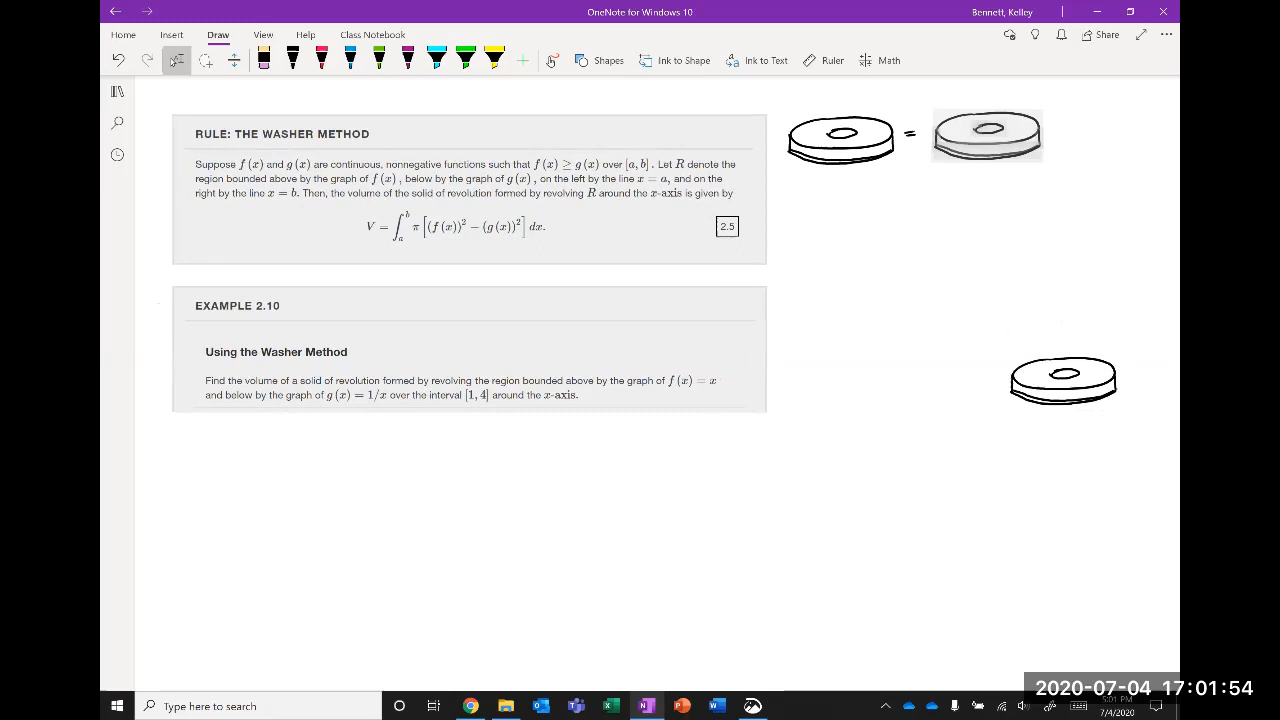 OneNote for Windows 10
Bennett, Kelley
Home Insert Draw View Help Class Notebook
Share
Shapes Ink to Shape Ink to Text Ruler Math
RULE: THE WASHER METHOD
Suppose f (x) and g (x) are continuous, nonnegative functions such that f (x) ≥ g (x) over [a, b] . Let R denote the
region bounded above by the graph of f (x) , below by the graph of g (x) , on the left by the line x = a, and on the
right by the line x = b. Then, the volume of the solid of revolution formed by revolving R around the x-axis is given by
V = ∫_a^b π [(f (x))² − (g (x))²] dx.
2.5
=
EXAMPLE 2.10
Using the Washer Method
Find the volume of a solid of revolution formed by revolving the region bounded above by the graph of f (x) = x
and below by the graph of g (x) = 1/x over the interval [1, 4] around the x-axis.
Type here to search
5:01 PM
7/4/2020
2020-07-04 17:01:54